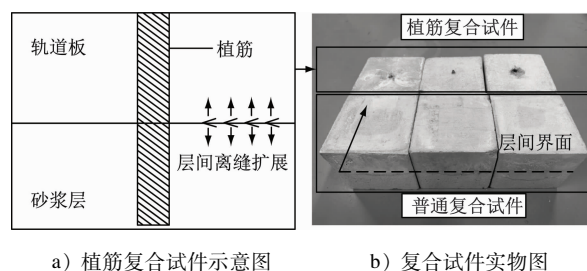 轨道板
植筋
层间离缝扩展
砂浆层
植筋复合试件
层间界面
普通复合试件
a）植筋复合试件示意图
b）复合试件实物图